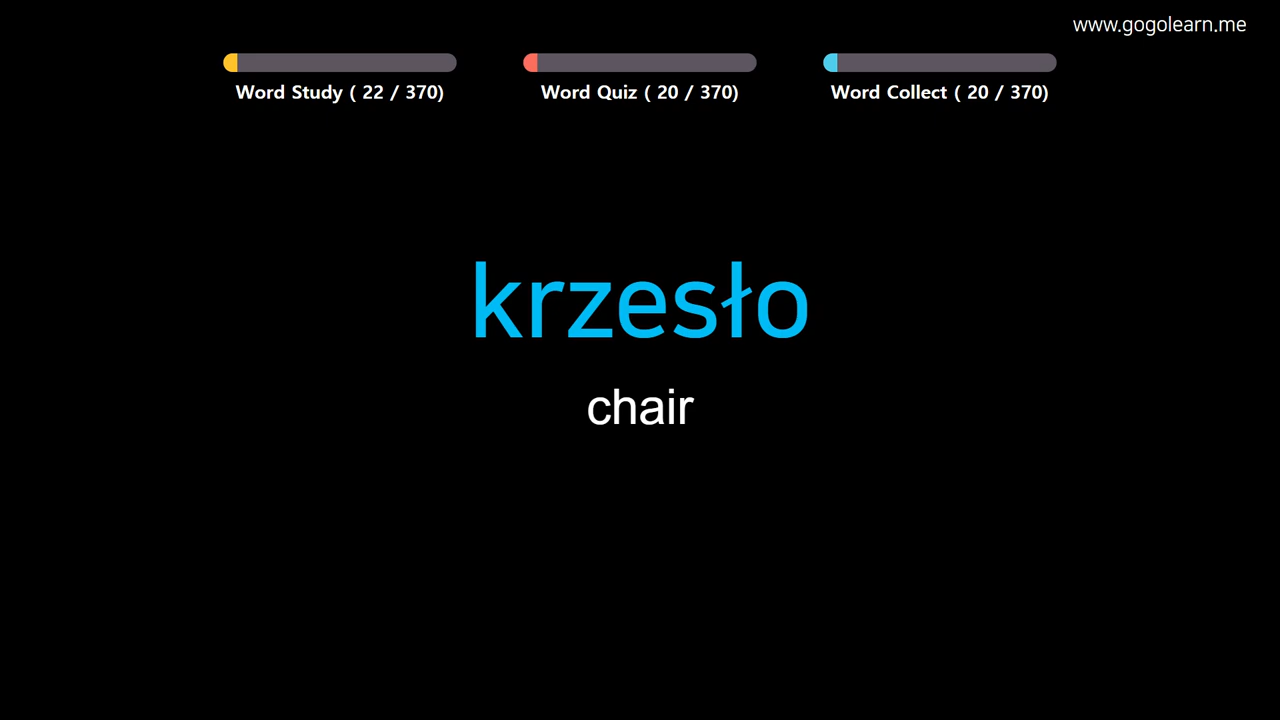 www.gogolearn.me
Word Study ( 22 / 370)
Word Quiz ( 20 / 370)
Word Collect ( 20 / 370)
krzesło
chair